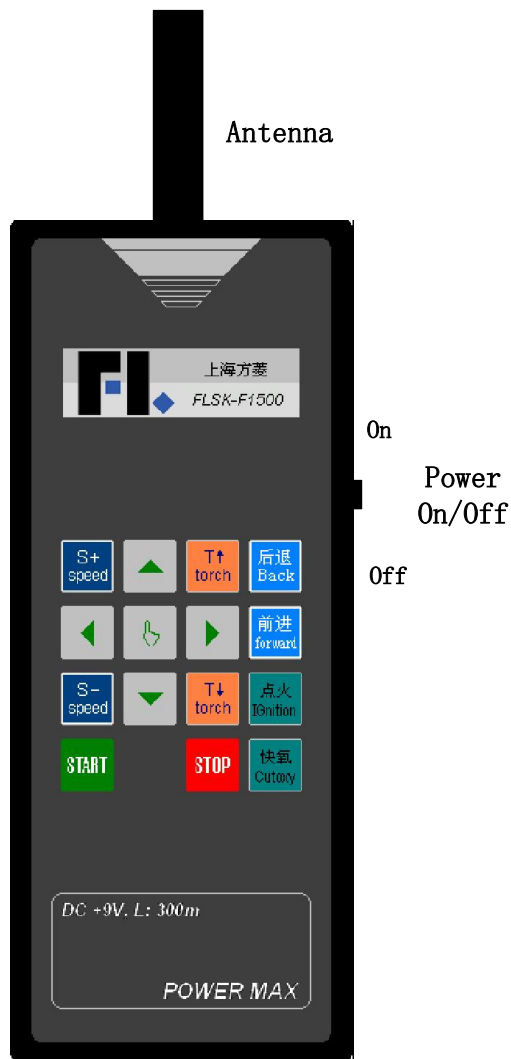 Antenna
上海方菱
FLSK-F1500
On
Power
On/Off
Off
S+
speed
T↑
torch
后退
Back
前进
forward
S-
speed
T↓
torch
点火
IGnition
START
STOP
快氧
Cutoxy
DC +9V. L: 300m
POWER MAX